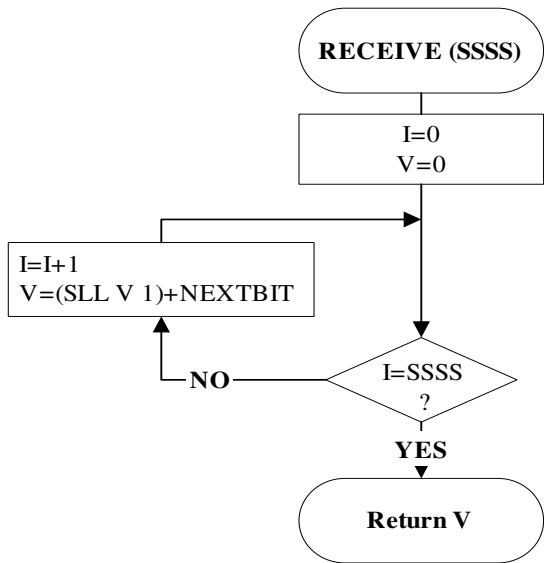 RECEIVE (SSSS)
I=0
V=0
I=I+1
V=(SLL V 1)+NEXTBIT
I=SSSS
?
NO
YES
Return V